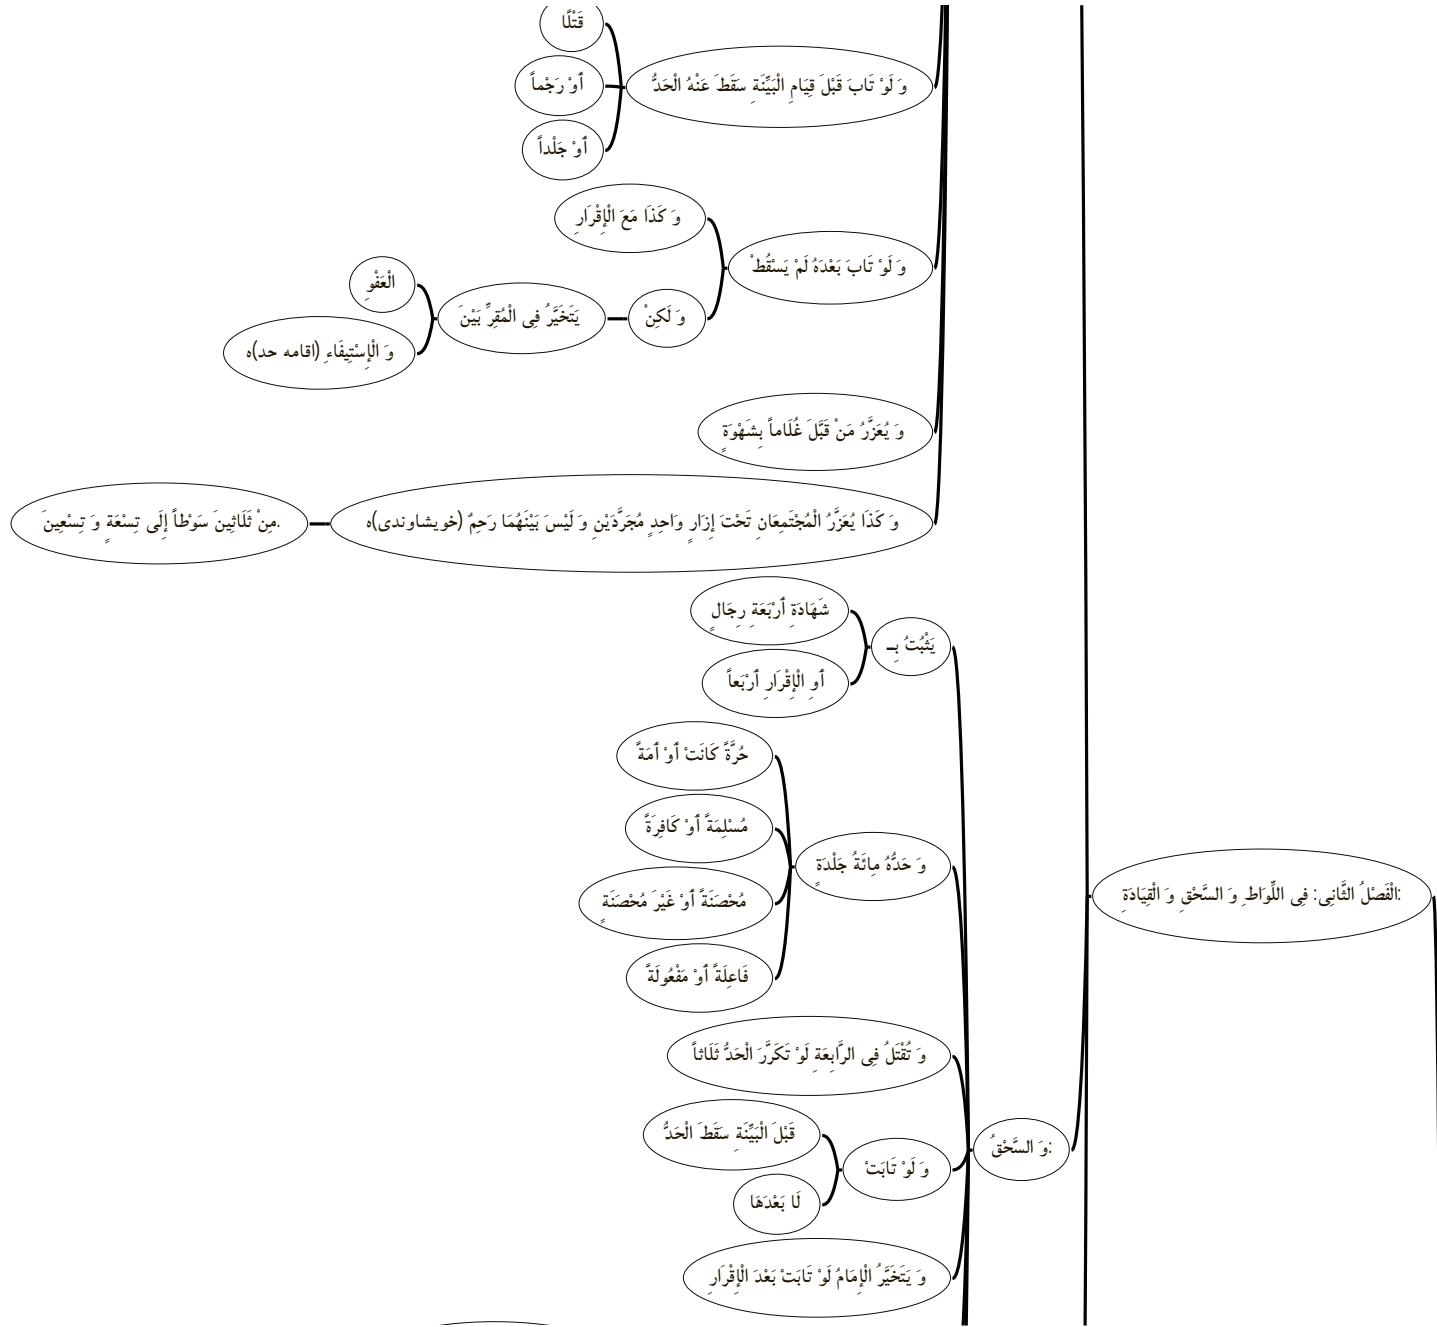 قَتْلًا
وَ لَوْ تَابَ قَبْلَ قِيَامِ الْبَيِّنَةِ سَقَطَ عَنْهُ الْحَدُّ
أَوْ رَجْماً
أَوْ جَلْداً
وَ كَذَا مَعَ الْإِقْرَارِ
وَ لَوْ تَابَ بَعْدَهُ لَمْ يَسْقُطْ
وَ لَكِنْ
يَتَخَيَّرُ فِی الْمُقِرِّ بَيْنَ
الْعَفْوِ
وَ الْإِسْتِيفَاءِ (اقامه حد)ه
وَ يُعَزَّرُ مَنْ قَبَّلَ غُلَاماً بِشَهْوَةٍ
وَ كَذَا يُعَزَّرُ الْمُجْتَمِعَانِ تَحْتَ إِزَارٍ وَاحِدٍ مُجَرَّدَيْنِ وَ لَيْسَ بَيْنَهُمَا رَحِمٌ (خویشاوندی)ه
.مِنْ ثَلَاثِينَ سَوْطاً إِلَی تِسْعَةٍ وَ تِسْعِينَ
الْفَصْلُ الثَّانِی: فِی اللِّوَاطِ وَ السَّحْقِ وَ الْقِيَادَةِ:
وَ السَّحْقُ:
يَثْبُتُ بِـ
شَهَادَةِ أَرْبَعَةِ رِجَالٍ
أَوِ الْإِقْرَارِ أَرْبَعاً
وَ حَدُّهُ مِائَةُ جَلْدَةٍ
حُرَّةً كَانَتْ أَوْ أَمَةً
مُسْلِمَةً أَوْ كَافِرَةً
مُحْصَنَةً أَوْ غَيْرَ مُحْصَنَةٍ
فَاعِلَةً أَوْ مَفْعُولَةً
وَ تُقْتَلُ فِی الرَّابِعَةِ لَوْ تَكَرَّرَ الْحَدُّ ثَلَاثاً
وَ لَوْ تَابَتْ
قَبْلَ الْبَيِّنَةِ سَقَطَ الْحَدُّ
لَا بَعْدَهَا
وَ يَتَخَيَّرُ الْإِمَامُ لَوْ تَابَتْ بَعْدَ الْإِقْرَارِ